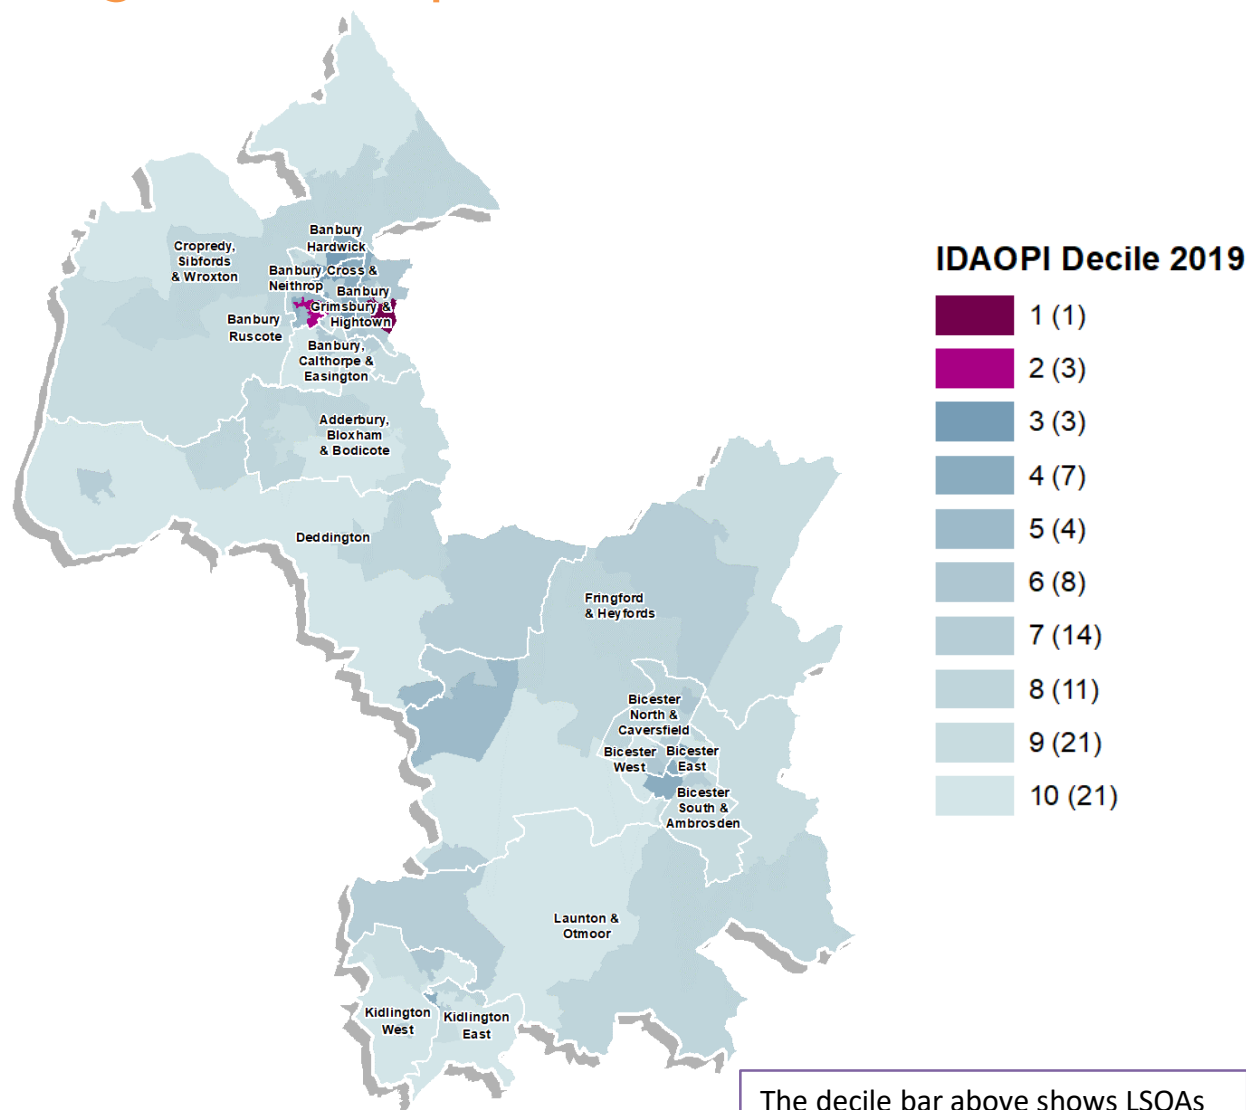 Banbury
Hardwick
Cropredy,
Sibfords
& Wroxton
Banbury Cross &
Neithrop
Banbury
Grimsbury &
Hightown
Banbury
Ruscote
Banbury,
Calthorpe &
Easington
Adderbury,
Bloxham
& Bodicote
Deddington
Fringford
& Heyfords
Bicester
North &
Caversfield
Bicester
West
Bicester
East
Bicester
South &
Ambrosden
Launton &
Otmoor
Kidlington
West
Kidlington
East
IDAOPI Decile 2019
1 (1)
2 (3)
3 (3)
4 (7)
5 (4)
6 (8)
7 (14)
8 (11)
9 (21)
10 (21)
The decile bar above shows LSOAs